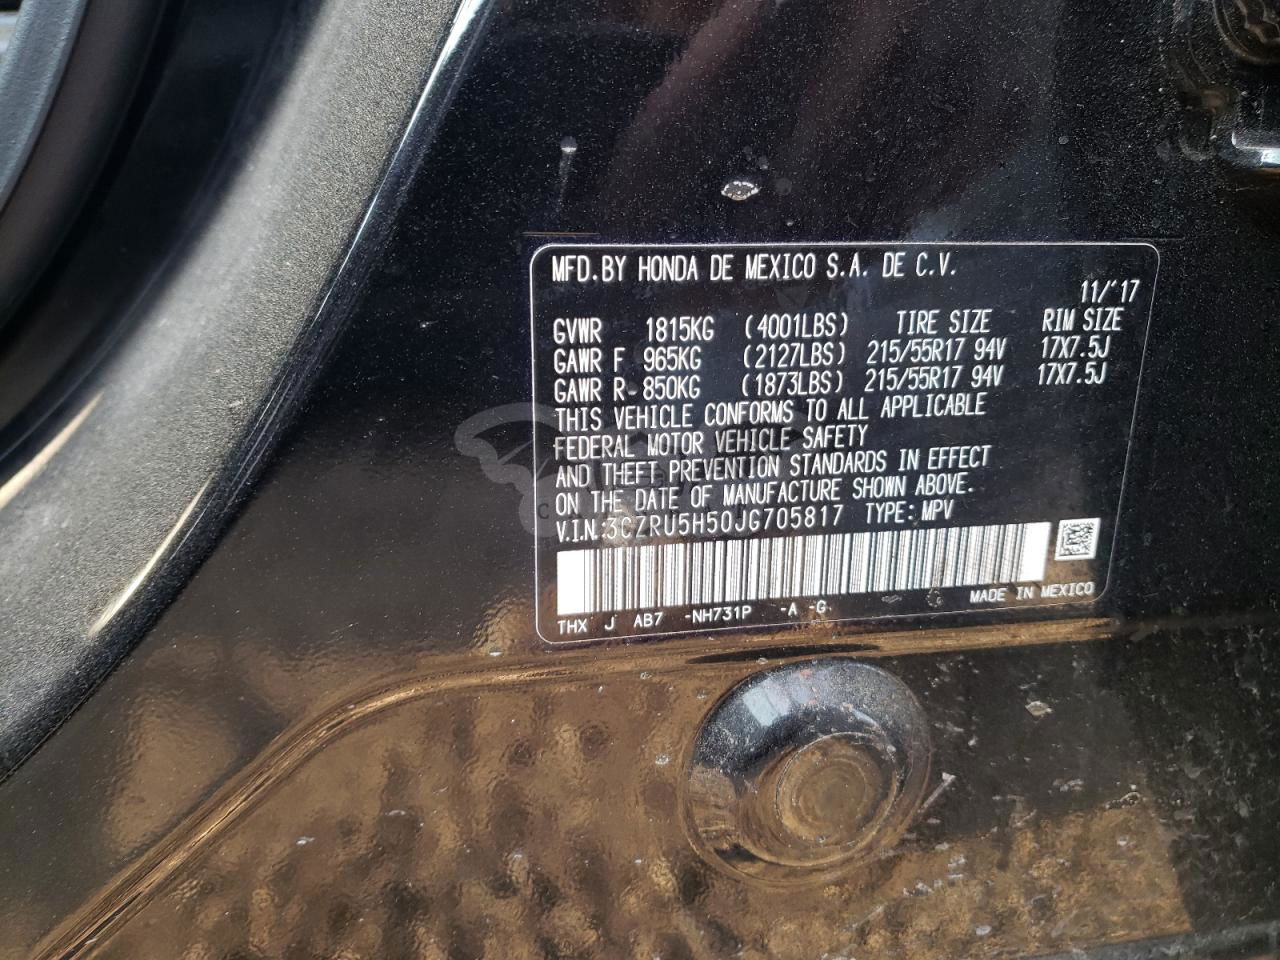 MFD.BY HONDA DE MEXICO S.A. DE C.V.
11/'17
GVWR 1815KG (4001LBS) TIRE SIZE RIM SIZE
GAWR F 965KG (2127LBS) 215/55R17 94V 17X7.5J
GAWR R 850KG (1873LBS) 215/55R17 94V 17X7.5J
THIS VEHICLE CONFORMS TO ALL APPLICABLE
FEDERAL MOTOR VEHICLE SAFETY
AND THEFT PREVENTION STANDARDS IN EFFECT
ON THE DATE OF MANUFACTURE SHOWN ABOVE.
V.I.N.:3CZRU5H50JG705817 TYPE: MPV
MADE IN MEXICO
THX J AB7 -NH731P -A -G